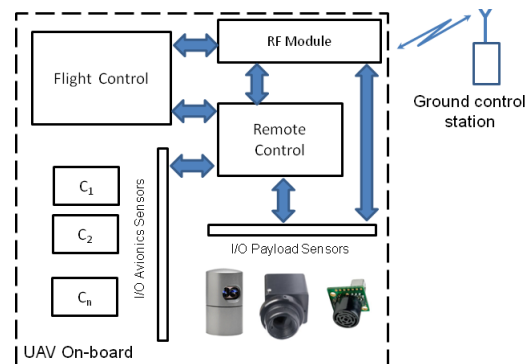 RF Module
Flight Control
Ground control
station
Remote
Control
I/O Avionics Sensors
C1
C2
Cn
I/O Payload Sensors
UAV On-board